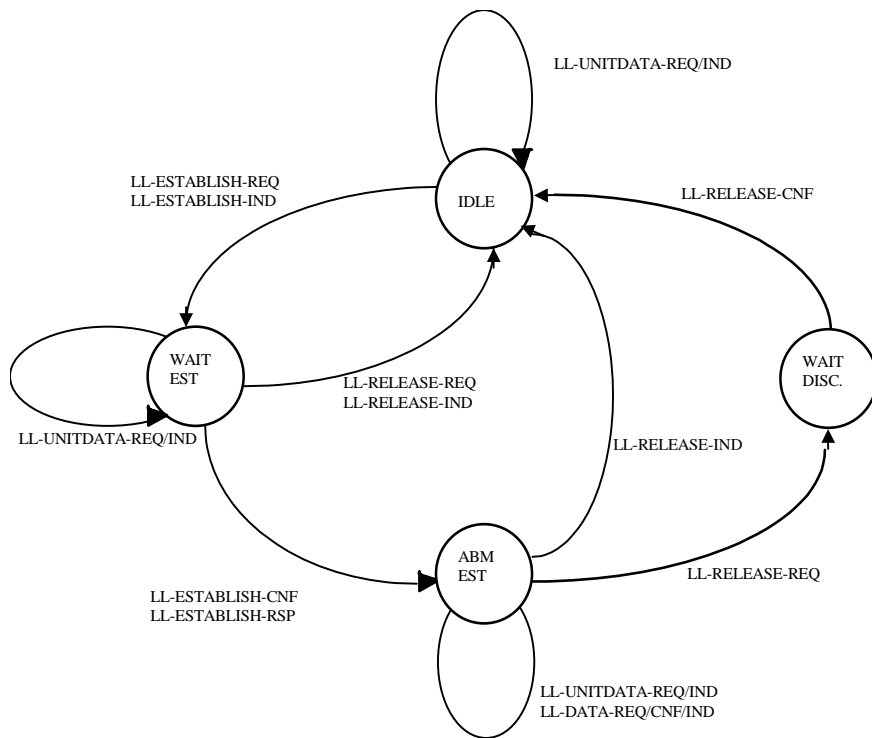 LL-UNITDATA-REQ/IND
LL-ESTABLISH-REQ
LL-ESTABLISH-IND
IDLE
LL-RELEASE-CNF
WAIT
EST
WAIT
DISC.
LL-RELEASE-REQ
LL-RELEASE-IND
LL-UNITDATA-REQ/IND
LL-RELEASE-IND
ABM
EST
LL-RELEASE-REQ
LL-ESTABLISH-CNF
LL-ESTABLISH-RSP
LL-UNITDATA-REQ/IND
LL-DATA-REQ/CNF/IND